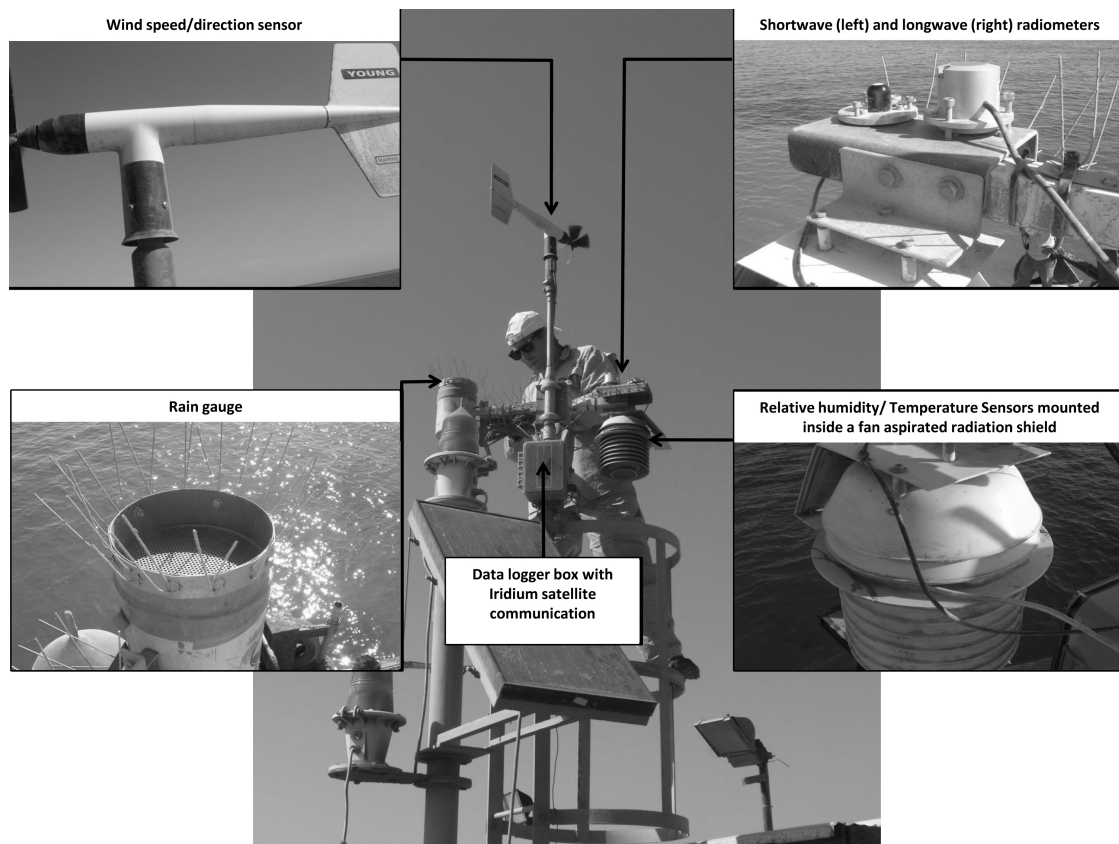 Wind speed/direction sensor
Shortwave (left) and longwave (right) radiometers
YOUNG
Rain gauge
Relative humidity/ Temperature Sensors mounted
inside a fan aspirated radiation shield
Data logger box with
Iridium satellite
communication